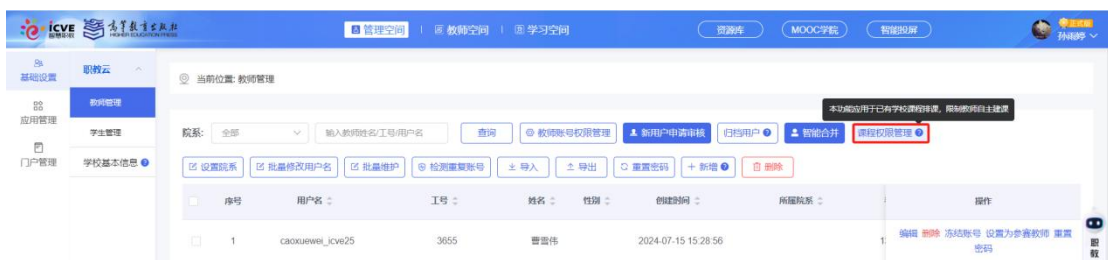 icve 智慧职教 高等教育出版社 HIGHER EDUCATION PRESS 管理空间 教师空间 学习空间 资源库 MOOC学院 智能投屏 正式版
孙雨婷
基础设置
应用管理
门户管理
职教云
教师管理
学生管理
学校基本信息
当前位置: 教师管理
本功能应用于已有学校课程排课，限制教师自主建课
院系: 全部 输入教师姓名/工号/用户名 查询 教师账号权限管理 新用户申请审核 归档用户 智能合并 课程权限管理
设置院系 批量修改用户名 批量维护 检测重复账号 导入 导出 重置密码 + 新增 删除
序号 用户名 工号 姓名 性别 创建时间 所属院系 操作
1 caoxuewei_icve25 3655 曹雪伟 2024-07-15 15:28:56 编辑 删除 冻结账号 设置为参赛教师 重置
密码
职
教